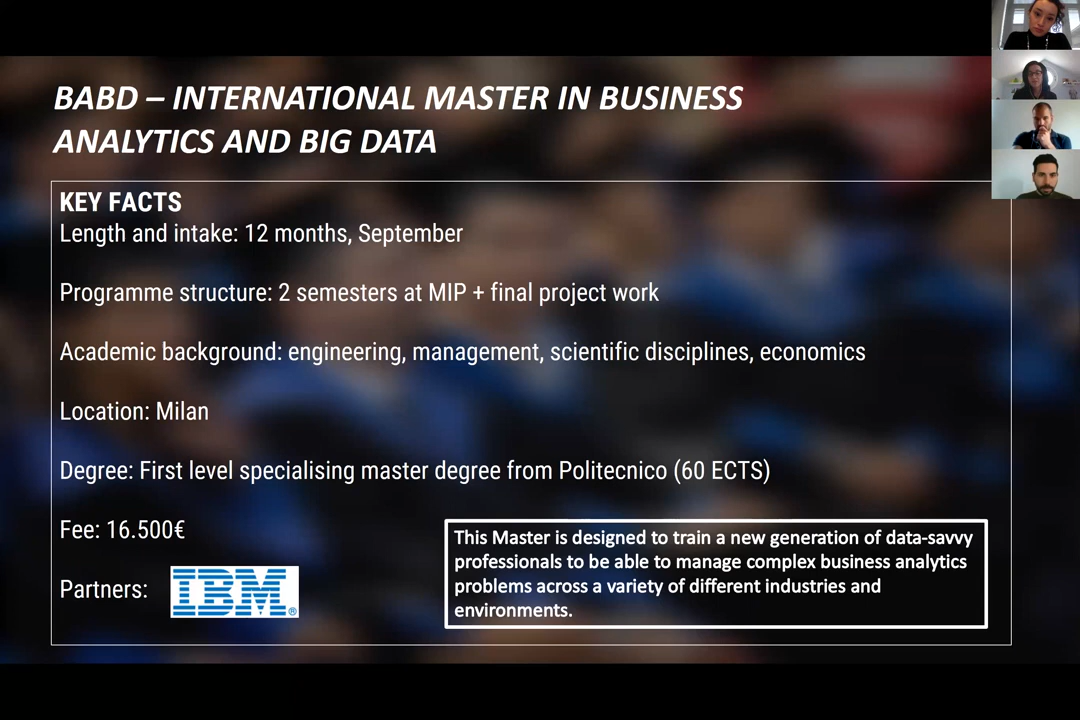 BABD – INTERNATIONAL MASTER IN BUSINESS
ANALYTICS AND BIG DATA
KEY FACTS
Length and intake: 12 months, September
Programme structure: 2 semesters at MIP + final project work
Academic background: engineering, management, scientific disciplines, economics
Location: Milan
Degree: First level specialising master degree from Politecnico (60 ECTS)
Fee: 16.500€
Partners:
IBM®
This Master is designed to train a new generation of data-savvy
professionals to be able to manage complex business analytics
problems across a variety of different industries and
environments.